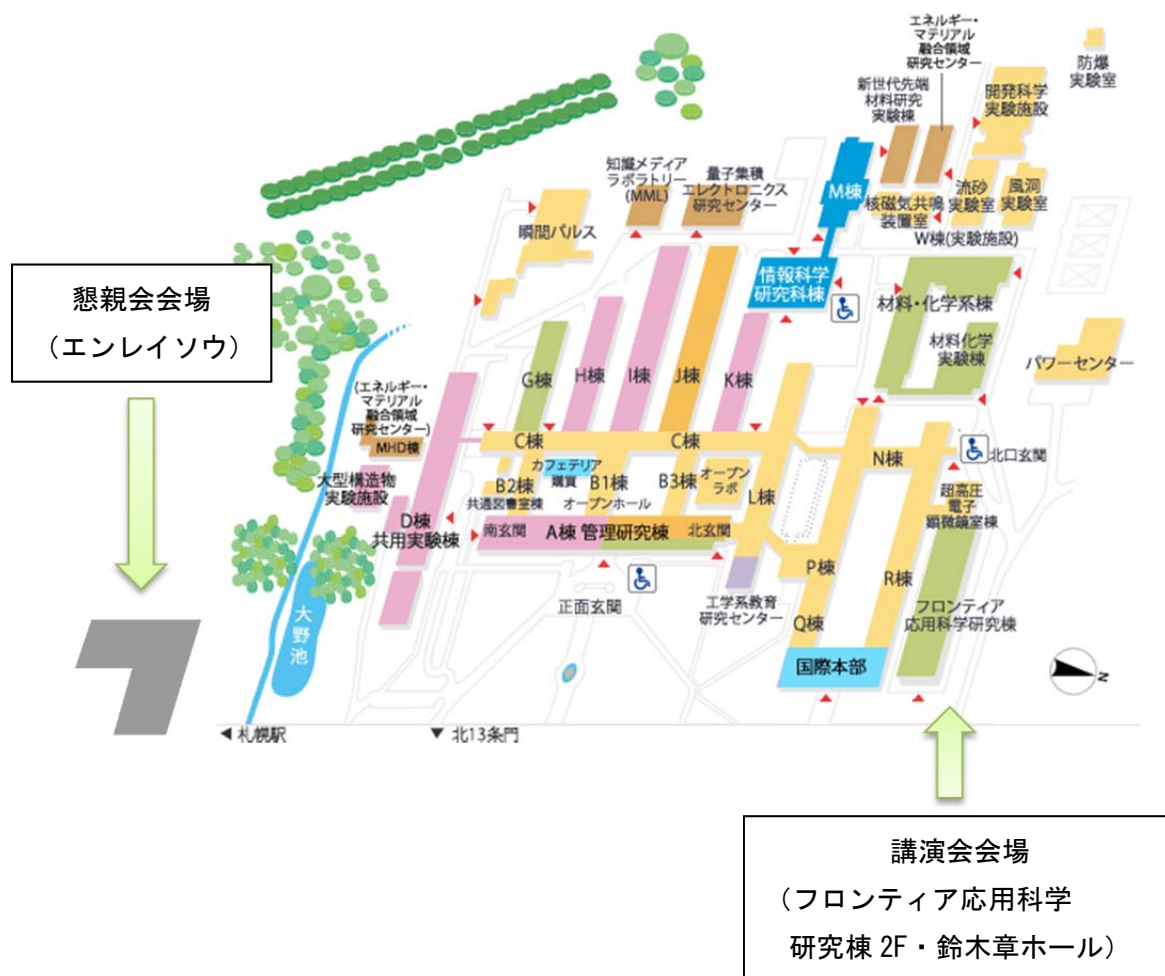 エネルギー・
マテリアル
融合領域
研究センター
防爆
実験室
新世代先端
材料研究
実験棟
開発科学
実験施設
知識メディア
ラボラトリー
(MML)
量子集積
エレクトロニクス
研究センター
M棟
核磁気共鳴
装置室
流砂
実験室
風洞
実験室
W棟(実験施設)
瞬間パルス
情報科学
研究科棟
材料・化学系棟
材料化学
実験棟
パワーセンター
懇親会会場
（エンレイソウ）
G棟
H棟
I棟
J棟
K棟
(エネルギー・
マテリアル
融合領域
研究センター)
MHD棟
大型構造物
実験施設
C棟
C棟
カフェテリア
購買
B2棟
共通図書室棟
B1棟
オープンホール
B3棟
オープン
ラボ
L棟
N棟
北口玄関
超高圧
電子
顕微鏡室棟
D棟
共用実験棟
南玄関
A棟 管理研究棟
北玄関
P棟
R棟
正面玄関
工学系教育
研究センター
Q棟
フロンティア
応用科学研究棟
大野池
国際本部
N
◀ 札幌駅
▼ 北13条門
講演会会場
（フロンティア応用科学
研究棟 2F・鈴木章ホール）